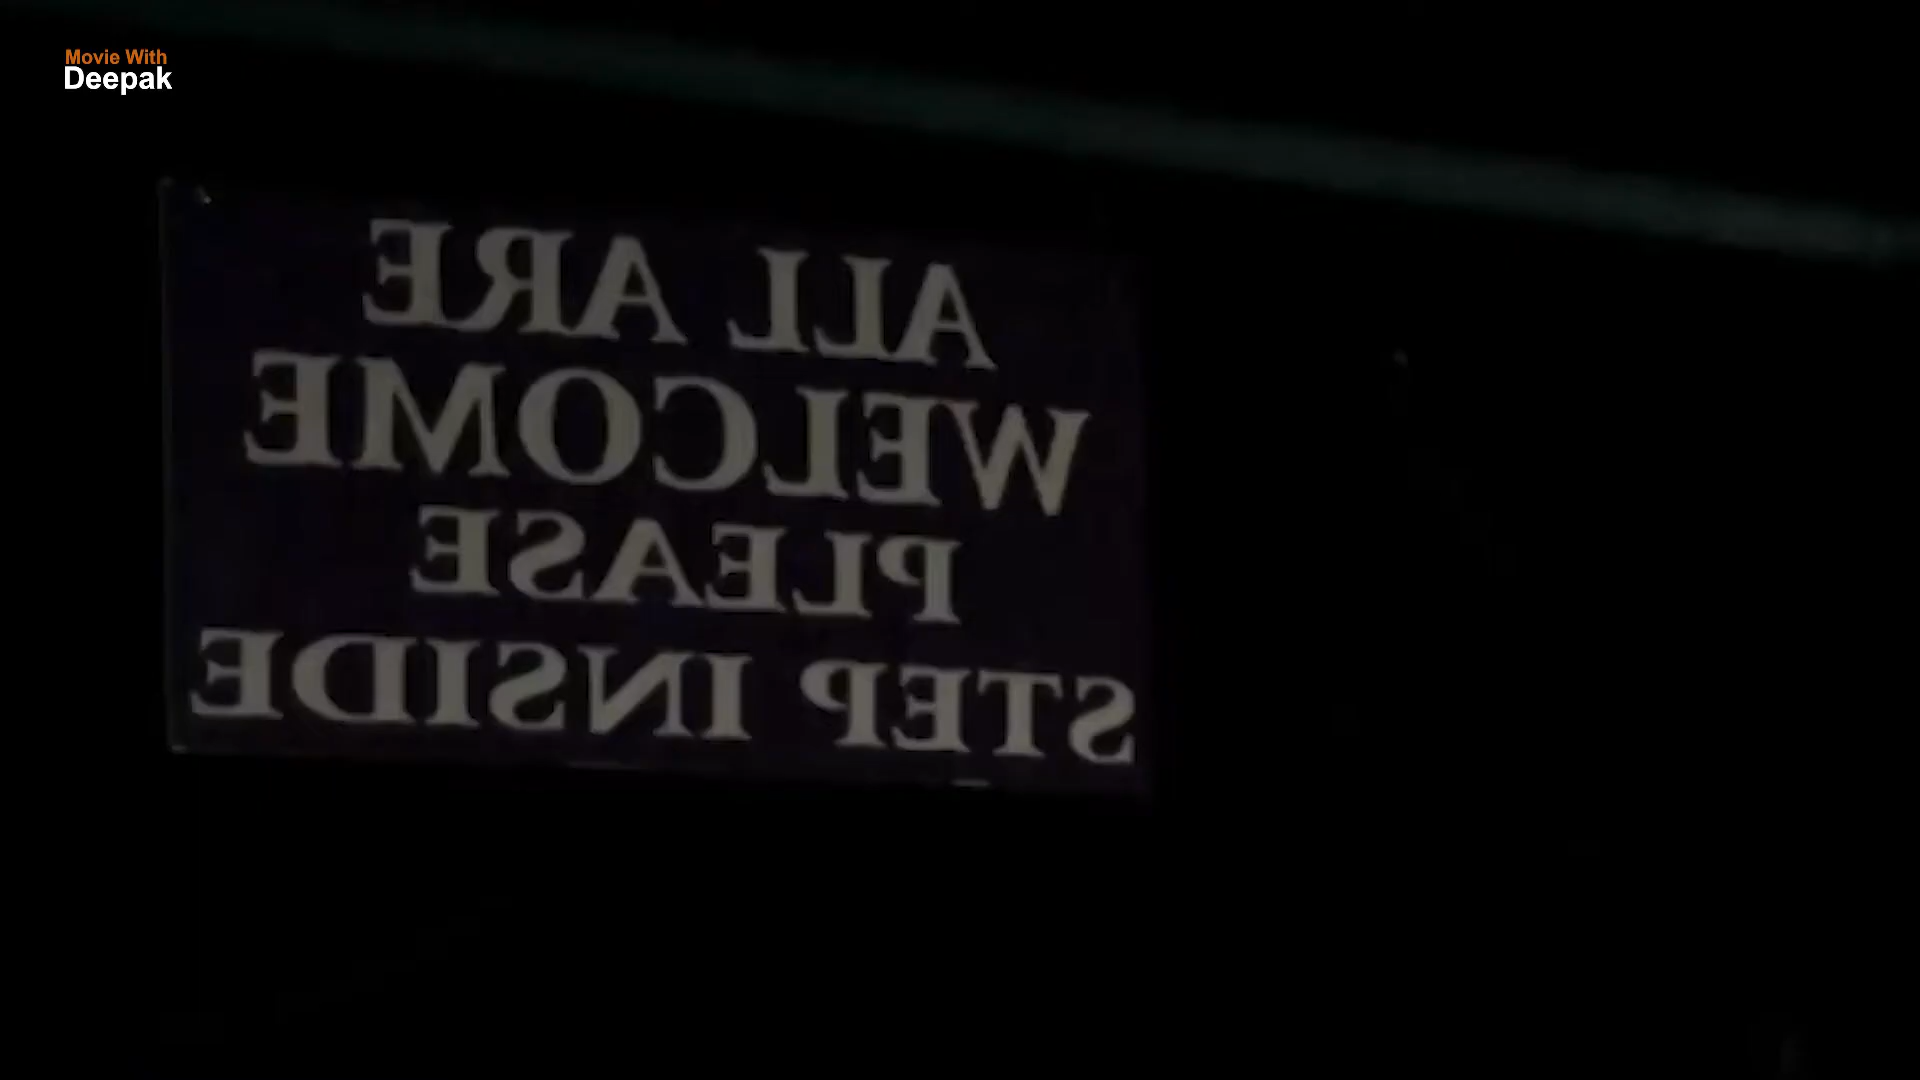 Movie With
Deepak
ALL ARE
WELCOME
PLEASE
STEP INSIDE